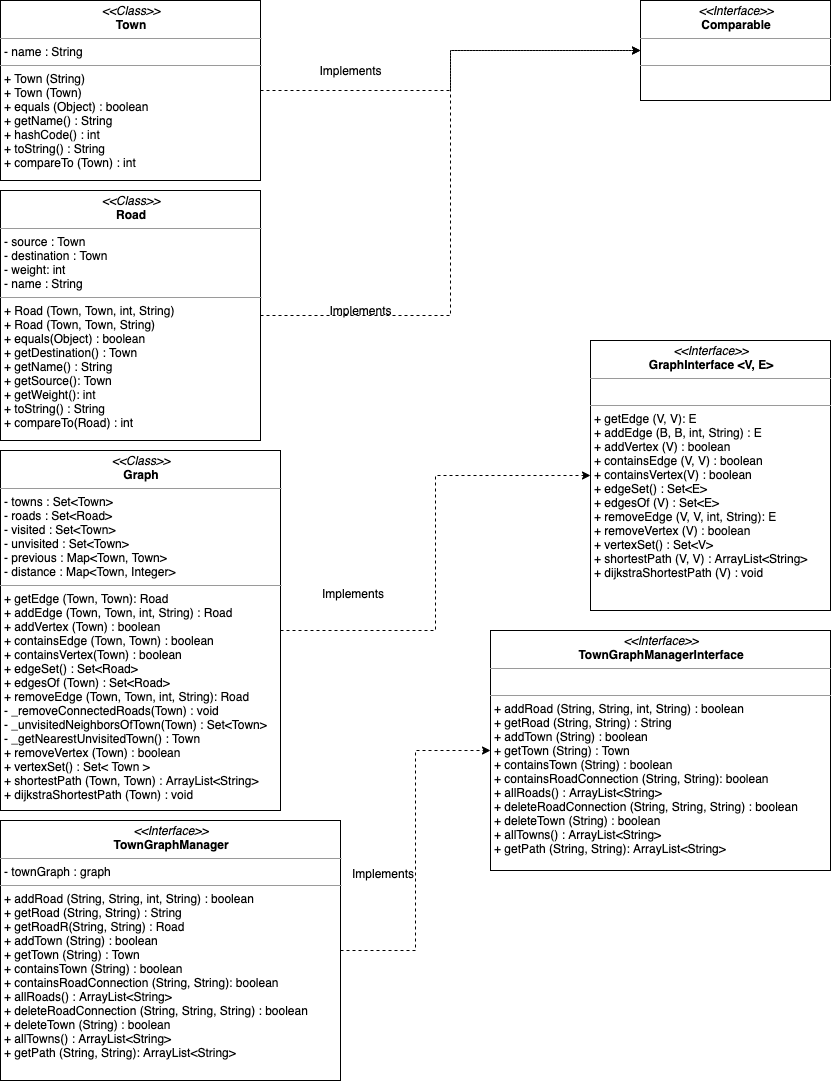 <<Class>>
Town
- name : String
+ Town (String)
+ Town (Town)
+ equals (Object) : boolean
+ getName() : String
+ hashCode() : int
+ toString() : String
+ compareTo (Town) : int
Implements
<<Interface>>
Comparable
<<Class>>
Road
- source : Town
- destination : Town
- weight: int
- name : String
+ Road (Town, Town, int, String)
+ Road (Town, Town, String)
+ equals(Object) : boolean
+ getDestination() : Town
+ getName() : String
+ getSource(): Town
+ getWeight(): int
+ toString() : String
+ compareTo(Road) : int
Implements
<<Interface>>
GraphInterface <V, E>
+ getEdge (V, V): E
+ addEdge (B, B, int, String) : E
+ addVertex (V) : boolean
+ containsEdge (V, V) : boolean
+ containsVertex(V) : boolean
+ edgeSet() : Set<E>
+ edgesOf (V) : Set<E>
+ removeEdge (V, V, int, String): E
+ removeVertex (V) : boolean
+ vertexSet() : Set<V>
+ shortestPath (V, V) : ArrayList<String>
+ dijkstraShortestPath (V) : void
<<Class>>
Graph
- towns : Set<Town>
- roads : Set<Road>
- visited : Set<Town>
- unvisited : Set<Town>
- previous : Map<Town, Town>
- distance : Map<Town, Integer>
+ getEdge (Town, Town): Road
+ addEdge (Town, Town, int, String) : Road
+ addVertex (Town) : boolean
+ containsEdge (Town, Town) : boolean
+ containsVertex(Town) : boolean
+ edgeSet() : Set<Road>
+ edgesOf (Town) : Set<Road>
+ removeEdge (Town, Town, int, String): Road
- _removeConnectedRoads(Town) : void
- _unvisitedNeighborsOfTown(Town) : Set<Town>
- _getNearestUnvisitedTown() : Town
+ removeVertex (Town) : boolean
+ vertexSet() : Set< Town >
+ shortestPath (Town, Town) : ArrayList<String>
+ dijkstraShortestPath (Town) : void
Implements
<<Interface>>
TownGraphManagerInterface
+ addRoad (String, String, int, String) : boolean
+ getRoad (String, String) : String
+ addTown (String) : boolean
+ getTown (String) : Town
+ containsTown (String) : boolean
+ containsRoadConnection (String, String): boolean
+ allRoads() : ArrayList<String>
+ deleteRoadConnection (String, String, String) : boolean
+ deleteTown (String) : boolean
+ allTowns() : ArrayList<String>
+ getPath (String, String): ArrayList<String>
<<Interface>>
TownGraphManager
- townGraph : graph
+ addRoad (String, String, int, String) : boolean
+ getRoad (String, String) : String
+ getRoadR(String, String) : Road
+ addTown (String) : boolean
+ getTown (String) : Town
+ containsTown (String) : boolean
+ containsRoadConnection (String, String): boolean
+ allRoads() : ArrayList<String>
+ deleteRoadConnection (String, String, String) : boolean
+ deleteTown (String) : boolean
+ allTowns() : ArrayList<String>
+ getPath (String, String): ArrayList<String>
Implements